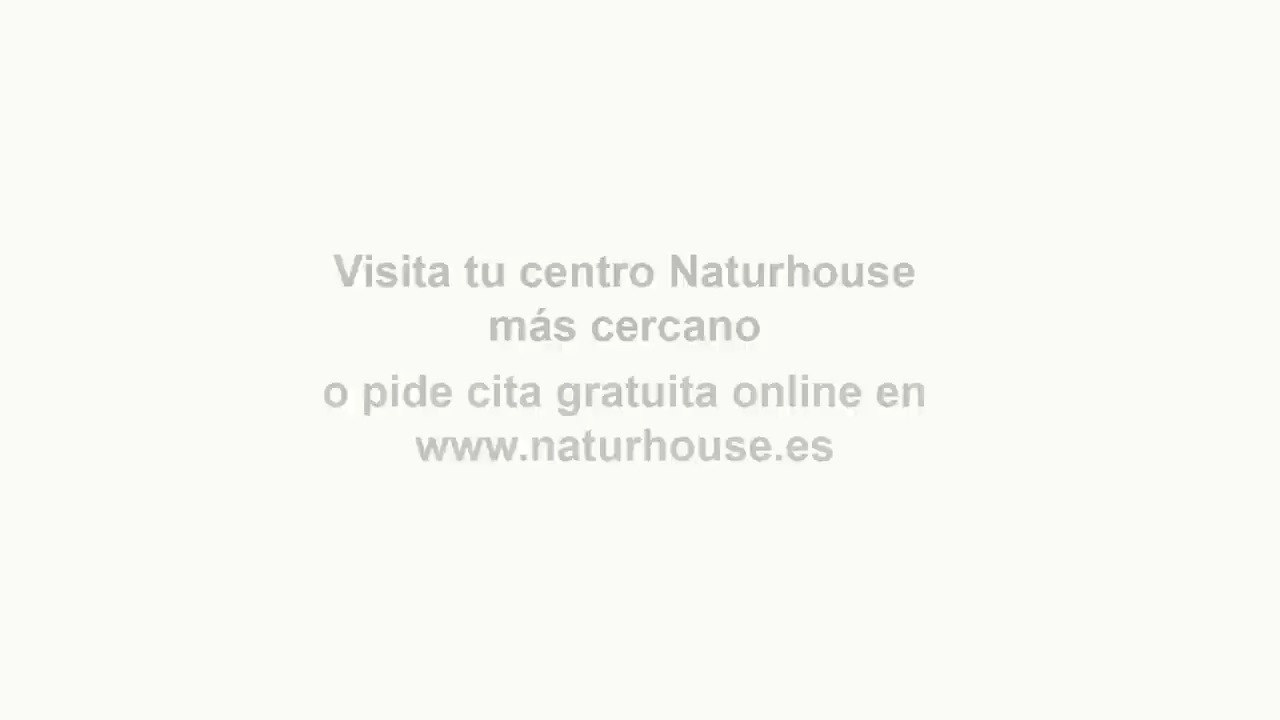 Visita tu centro Naturhouse
más cercano
o pide cita gratuita online en
www.naturhouse.es